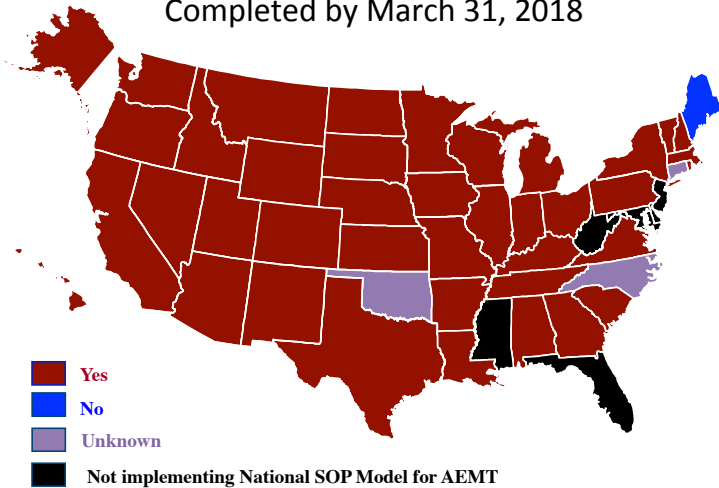 Completed by March 31, 2018
Yes
No
Unknown
Not implementing National SOP Model for AEMT